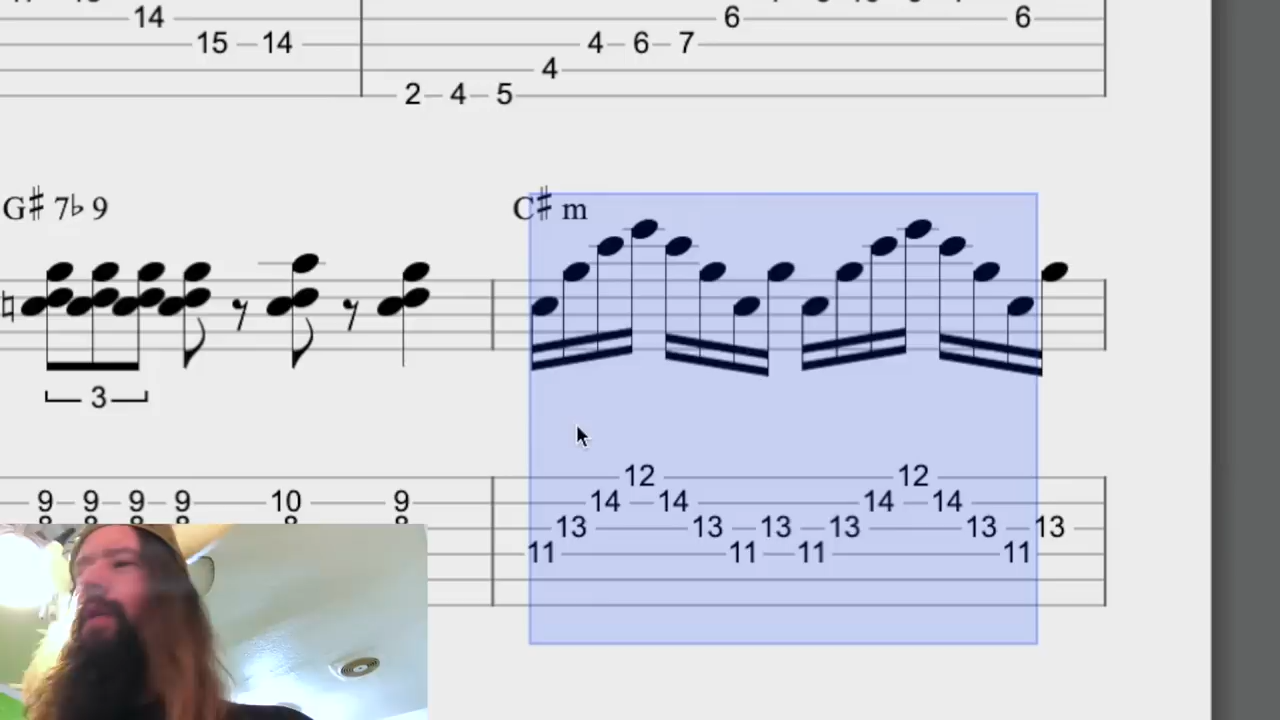 14 6 6
15 14 4 6 7
4
2 4 5
G♯ 7♭ 9 C♯ m
3
12 12
9 9 9 9 10 9 14 14 14 14
13 13 13 13 13 13
11 11 11 11